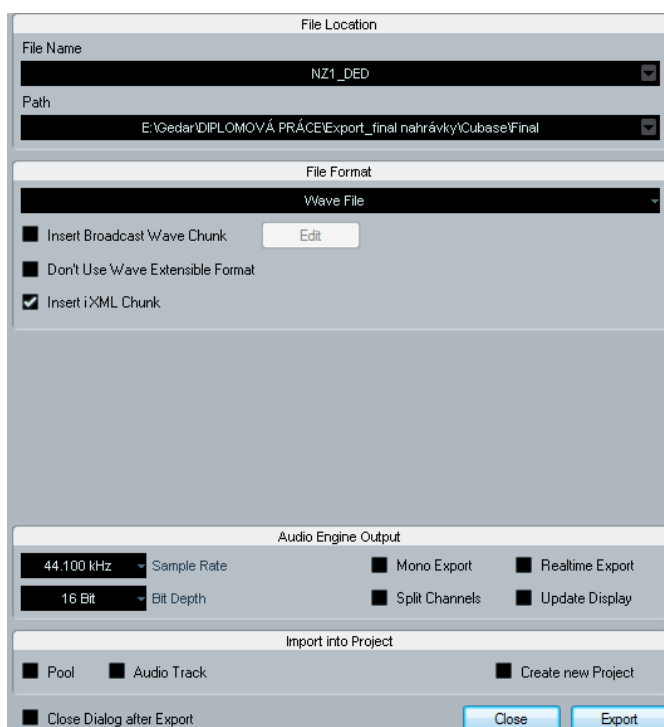 File Location
File Name
NZ1_DED
Path
E:\Gedar\DIPLOMOVÁ PRÁCE\Export_final nahrávky\Cubase\Final
File Format
Wave File
Insert Broadcast Wave Chunk Edit
Don't Use Wave Extensible Format
Insert iXML Chunk
Audio Engine Output
44.100 kHz Sample Rate Mono Export Realtime Export
16 Bit Bit Depth Split Channels Update Display
Import into Project
Pool Audio Track Create new Project
Close Dialog after Export Close Export